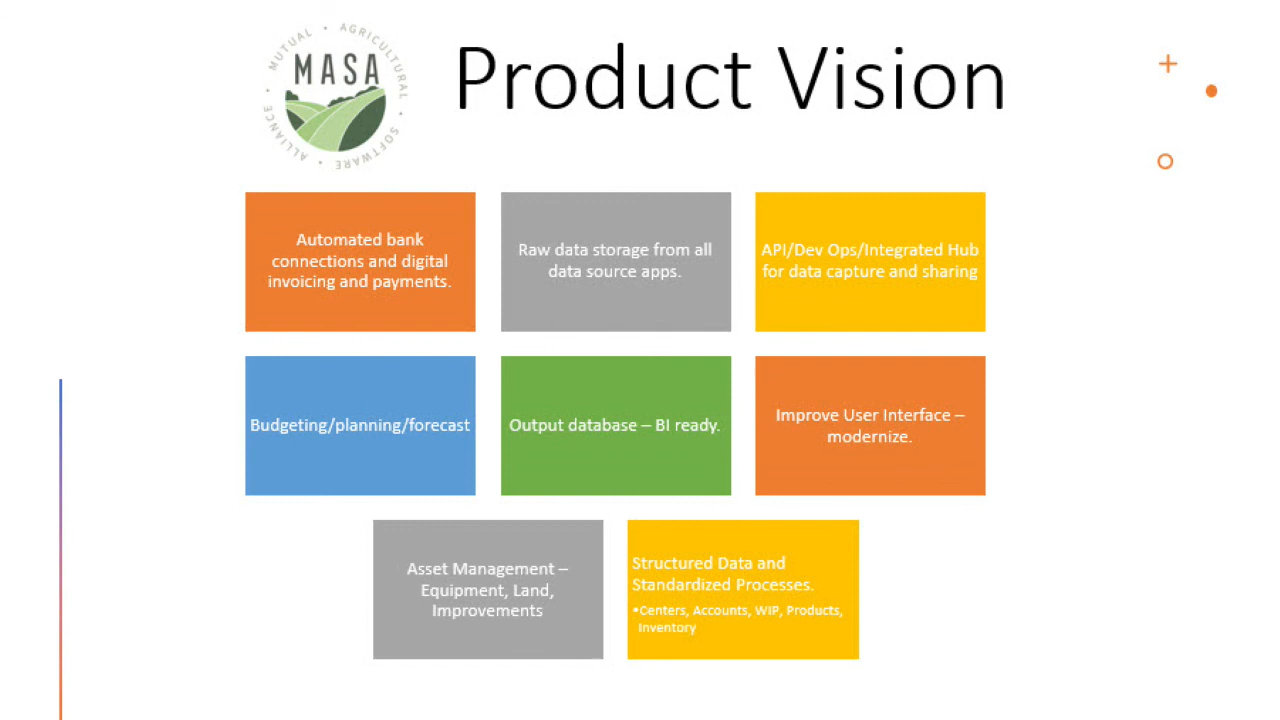 MUTUAL • AGRICULTURAL • SOFTWARE • ALLIANCE •
MASA
Product Vision
Automated bank
connections and digital
invoicing and payments.
Raw data storage from all
data source apps.
API/Dev Ops/Integrated Hub
for data capture and sharing
Budgeting/planning/forecast
Output database – BI ready.
Improve User Interface –
modernize.
Asset Management –
Equipment, Land,
Improvements
Structured Data and
Standardized Processes.
•Centers, Accounts, WIP, Products,
Inventory